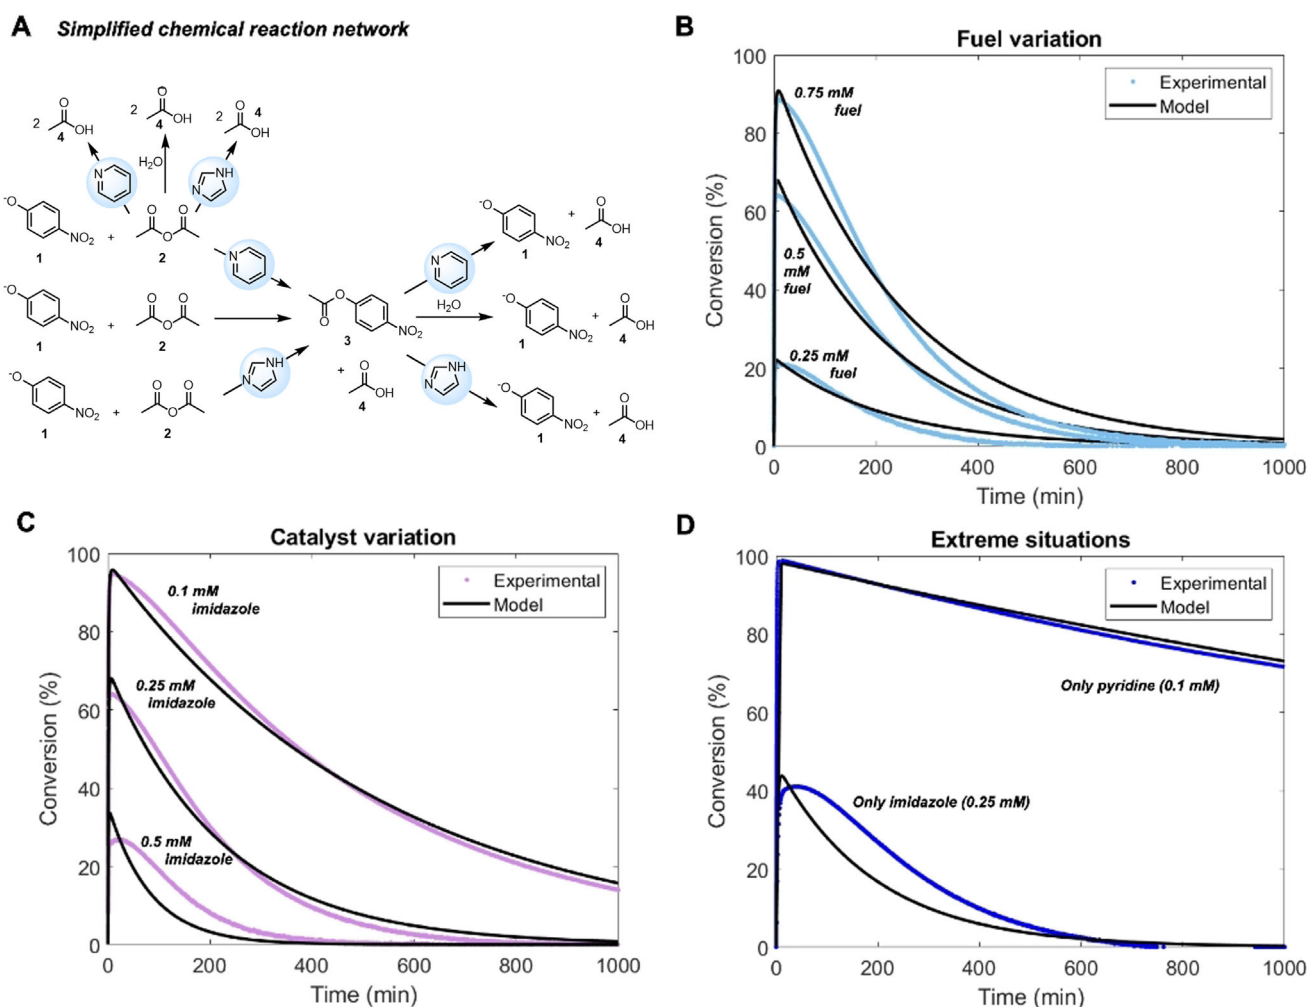 A Simplified chemical reaction network
O
O
O
2
OH
4
2
OH
4
2
OH
4
H₂O
N
N
NH
⁻O
NO₂
1
+
O O
O
2
N
⁻O
NO₂
1
+
O O
O
2
O
O
NO₂
3
+
O
OH
4
N
NH
⁻O
NO₂
1
+
O O
O
2
N
⁻O
NO₂
1
+
O
OH
4
H₂O
⁻O
NO₂
1
+
O
OH
4
N
NH
⁻O
NO₂
1
+
O
OH
4
B
Fuel variation
Experimental
Model
0.75 mM
fuel
0.5
mM
fuel
0.25 mM
fuel
Conversion (%)
100
80
60
40
20
0
0 200 400 600 800 1000
Time (min)
C
Catalyst variation
Experimental
Model
0.1 mM
imidazole
0.25 mM
imidazole
0.5 mM
imidazole
Conversion (%)
100
80
60
40
20
0
0 200 400 600 800 1000
Time (min)
D
Extreme situations
Experimental
Model
Only pyridine (0.1 mM)
Only imidazole (0.25 mM)
Conversion (%)
100
80
60
40
20
0
0 200 400 600 800 1000
Time (min)